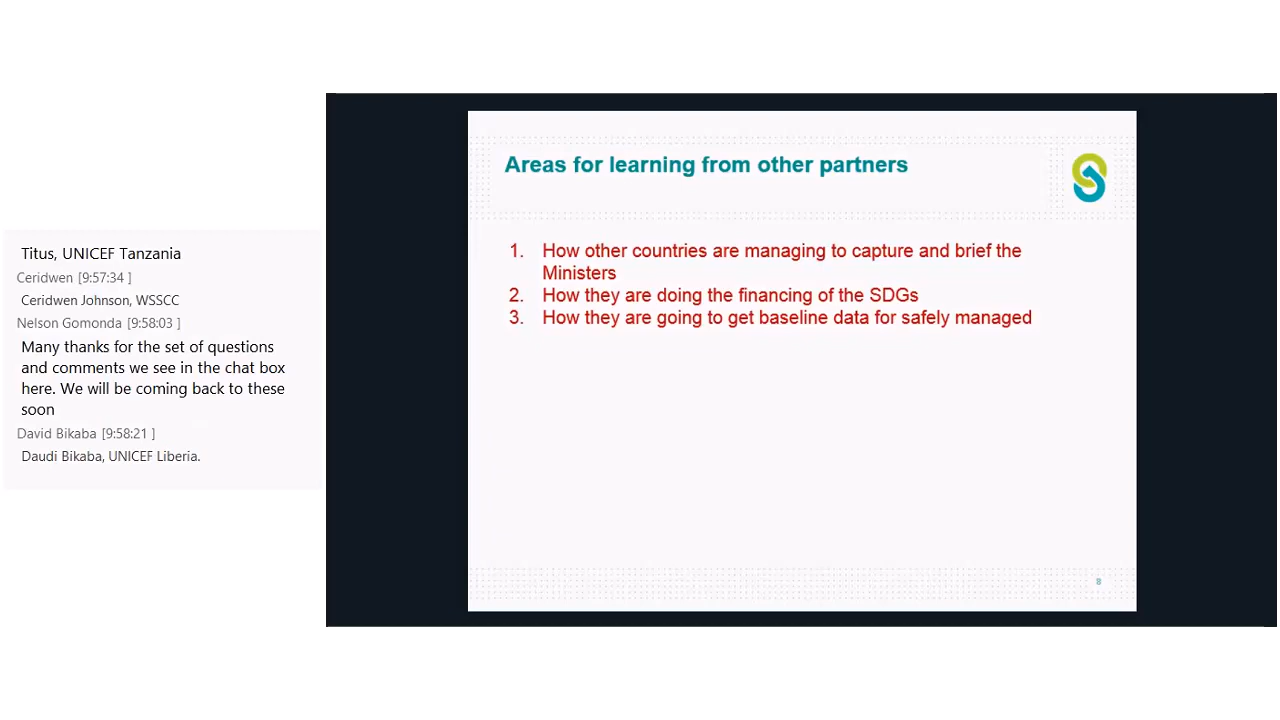 Titus, UNICEF Tanzania
Ceridwen [9:57:34 ]
Ceridwen Johnson, WSSCC
Nelson Gomonda [9:58:03 ]
Many thanks for the set of questions
and comments we see in the chat box
here. We will be coming back to these
soon
David Bikaba [9:58:21 ]
Daudi Bikaba, UNICEF Liberia.
Areas for learning from other partners
1. How other countries are managing to capture and brief the
Ministers
2. How they are doing the financing of the SDGs
3. How they are going to get baseline data for safely managed
8